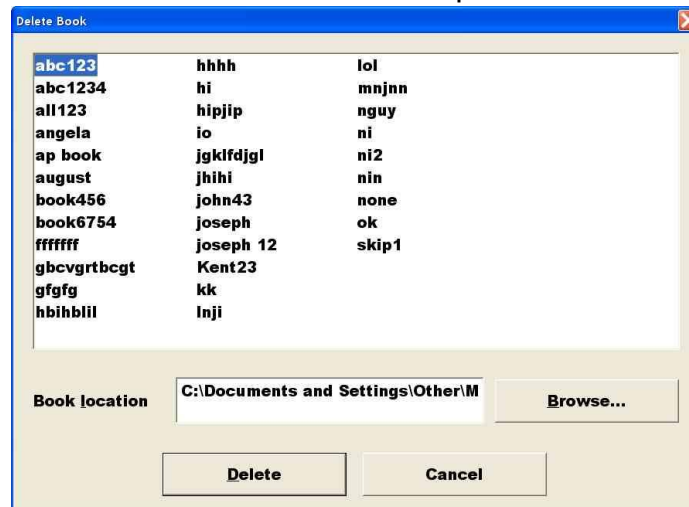 Delete Book
abc123
abc1234
all123
angela
ap book
august
book456
book6754
fffffff
gbcvgrtbcgt
gfgfg
hbihblil
hhhh
hi
hipjip
io
jgklfdjgl
jhihi
john43
joseph
joseph 12
Kent23
kk
lnji
lol
mnjnn
nguy
ni
ni2
nin
none
ok
skip1
Book location
C:\Documents and Settings\Other\M
Browse...
Delete
Cancel